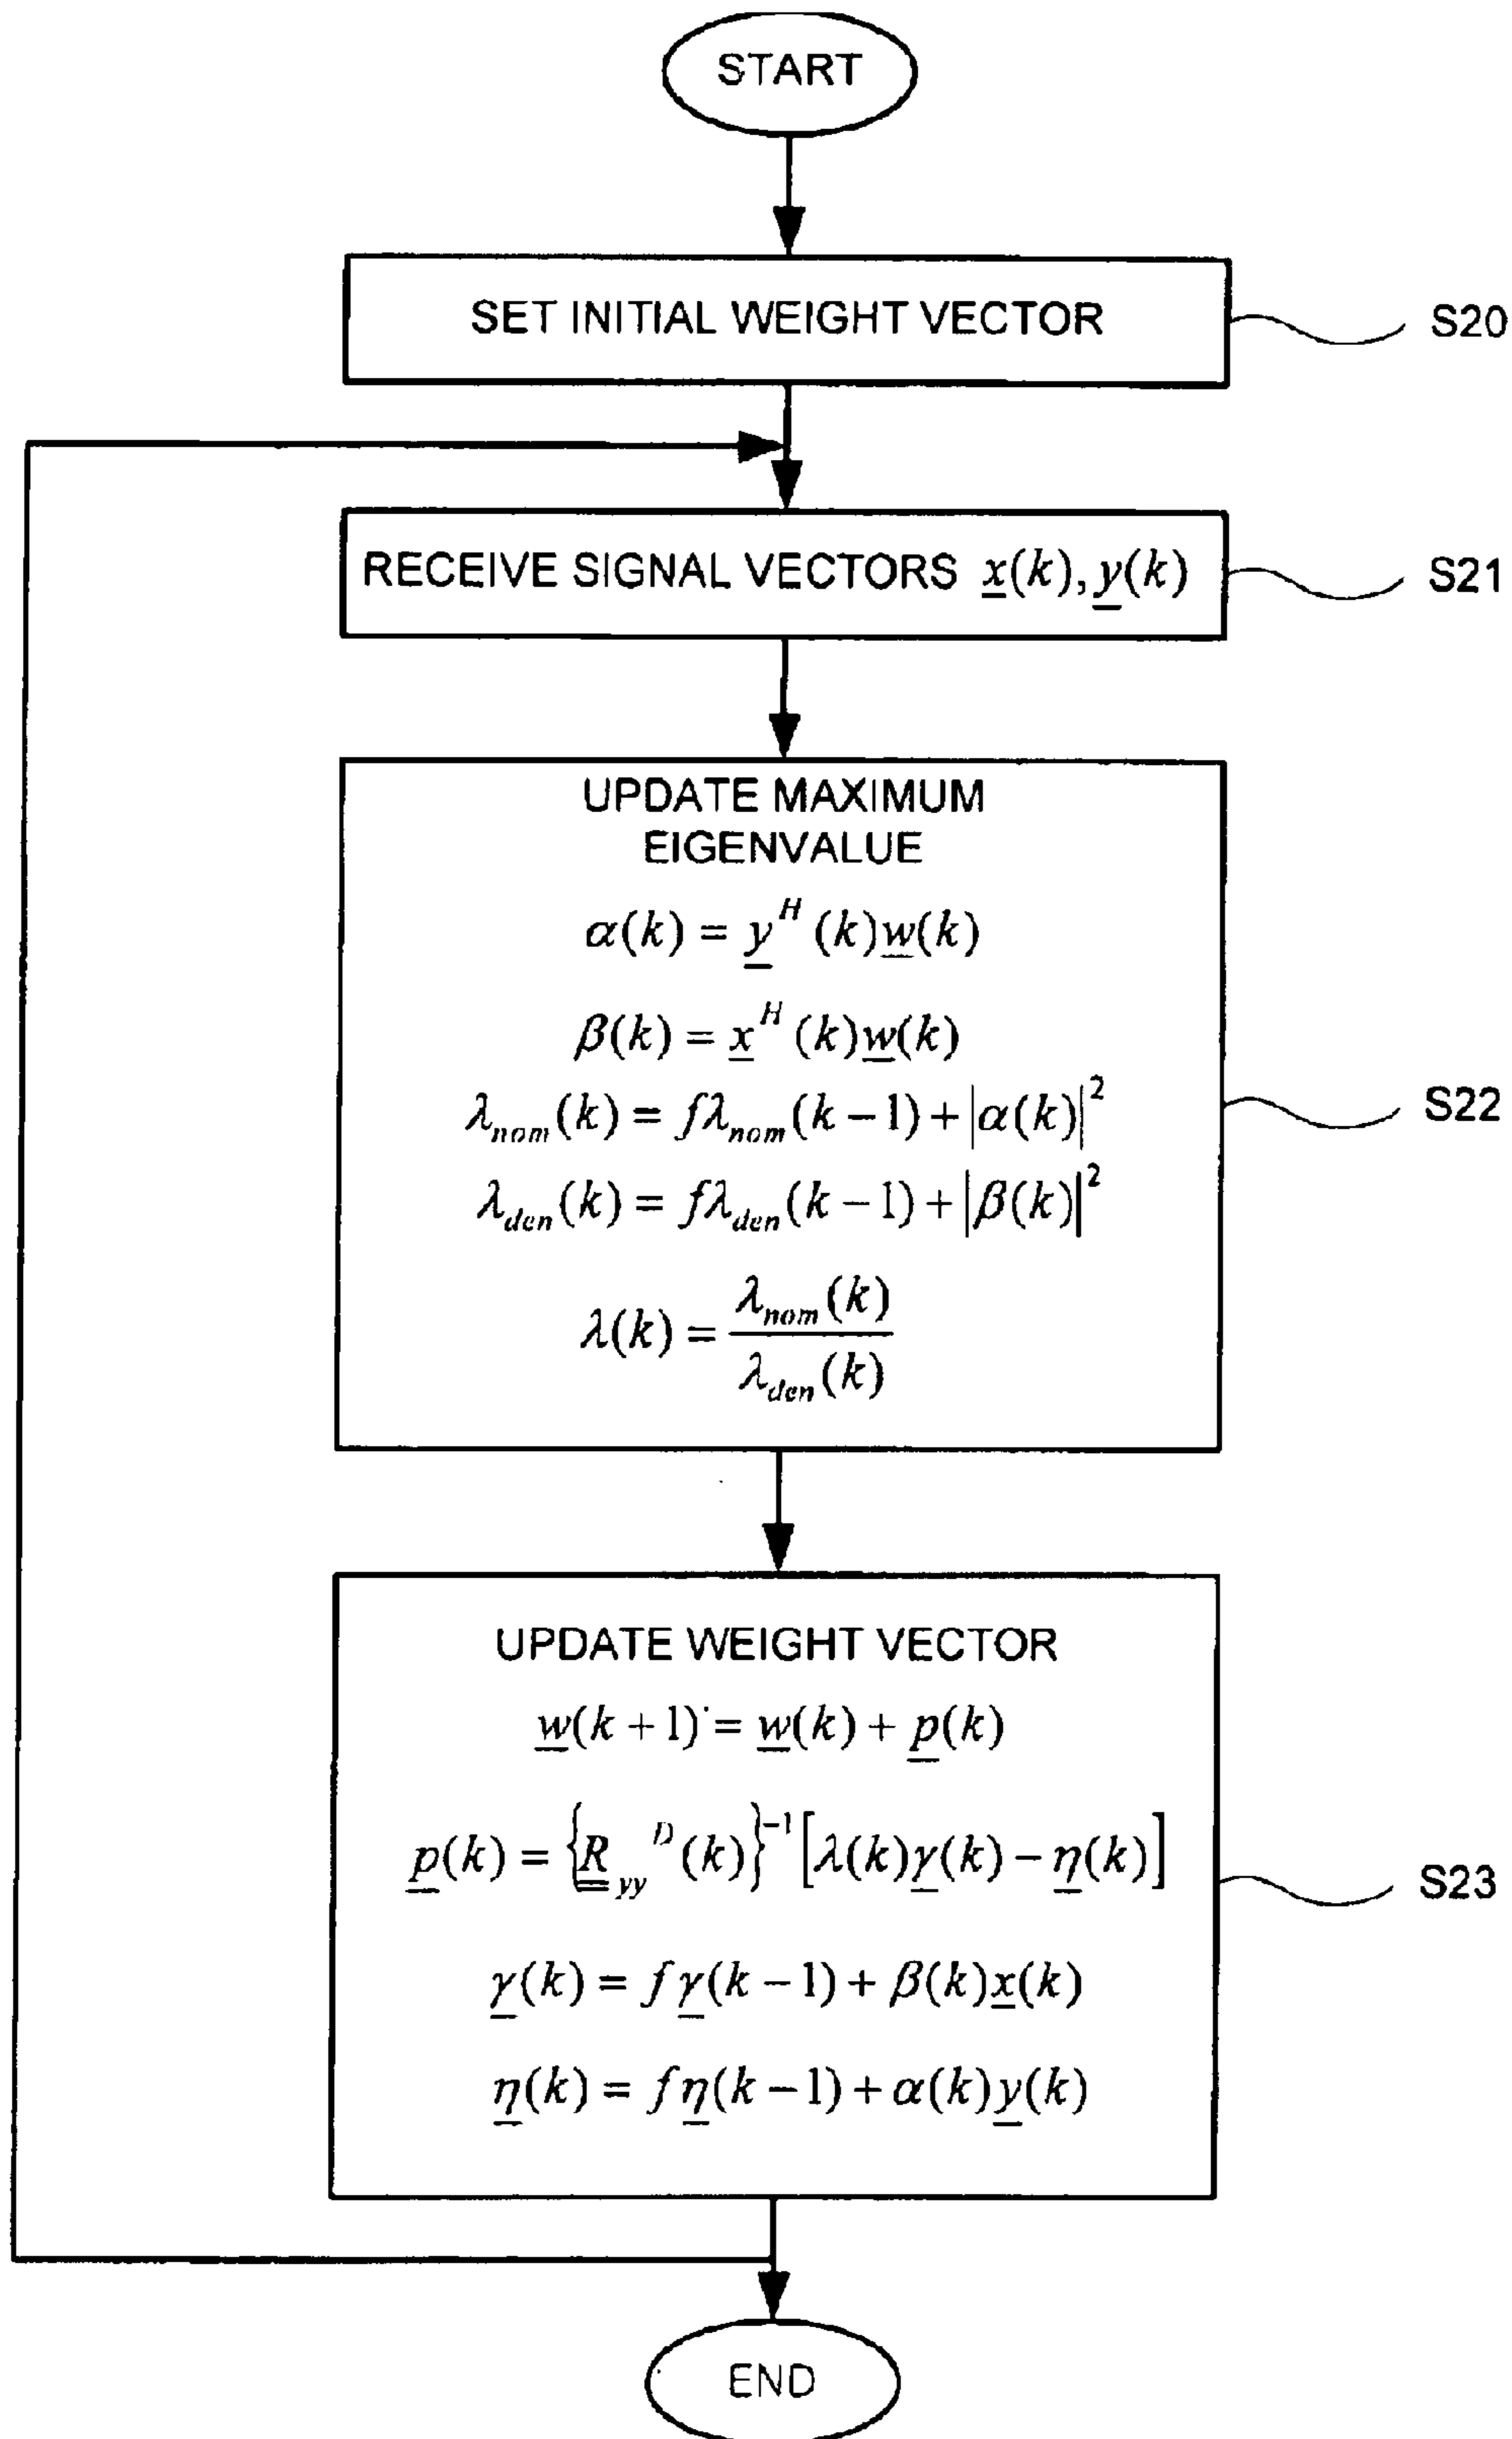 START
SET INITIAL WEIGHT VECTOR
S20
RECEIVE SIGNAL VECTORS x(k), y(k)
S21
UPDATE MAXIMUM
EIGENVALUE
α(k) = y^H (k)w(k)
β(k) = x^H (k)w(k)
λ_nom(k) = fλ_nom(k−1) + |α(k)|^2
λ_den(k) = fλ_den(k−1) + |β(k)|^2
λ(k) = λ_nom(k) / λ_den(k)
S22
UPDATE WEIGHT VECTOR
w(k+1) = w(k) + p(k)
p(k) = {R_yy^D(k)}^−1 [λ(k)γ(k) − η(k)]
γ(k) = fγ(k−1) + β(k)x(k)
η(k) = fη(k−1) + α(k)y(k)
S23
END